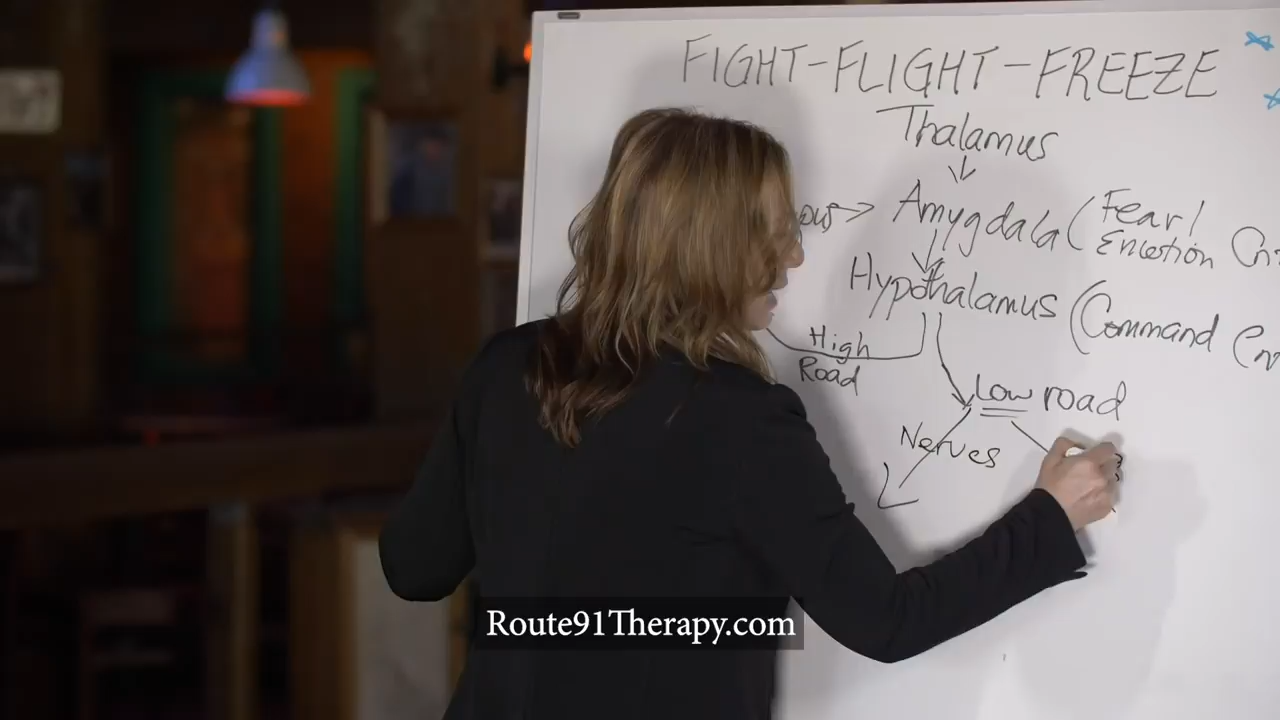 FIGHT-FLIGHT-FREEZE
Thalamus
Amygdala (Fear/
Emotion
Hypothalamus (Command
High
Road
Low road
Nerves
Route91Therapy.com